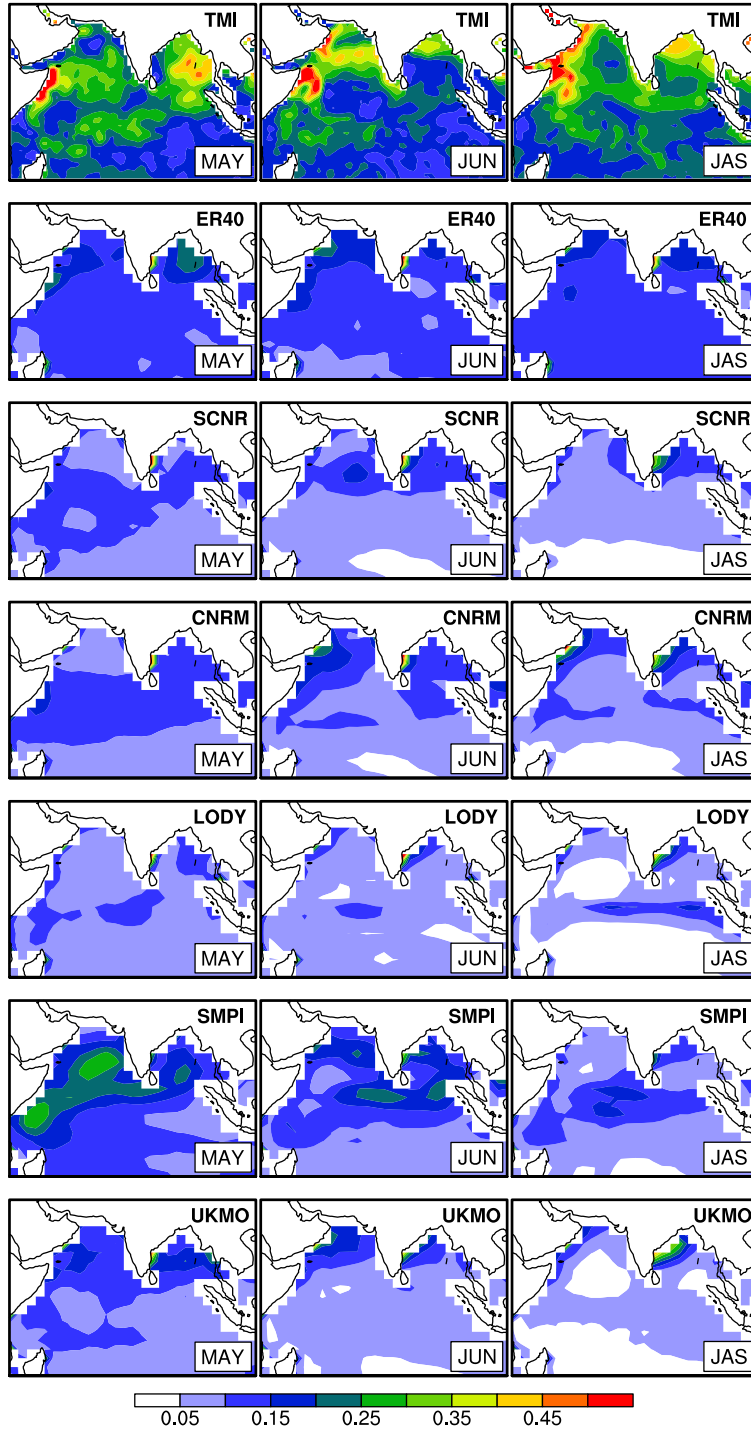 TMI TMI TMI
MAY JUN JAS
ER40 ER40 ER40
MAY JUN JAS
SCNR SCNR SCNR
MAY JUN JAS
CNRM CNRM CNRM
MAY JUN JAS
LODY LODY LODY
MAY JUN JAS
SMPI SMPI SMPI
MAY JUN JAS
UKMO UKMO UKMO
MAY JUN JAS
0.05 0.15 0.25 0.35 0.45